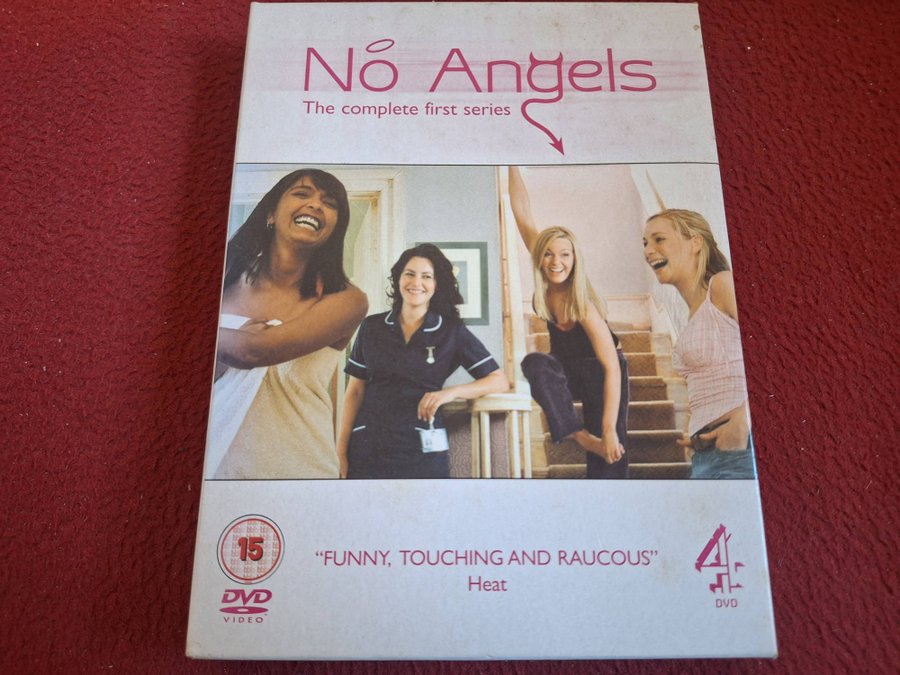 No Angels
The complete first series
15
"FUNNY, TOUCHING AND RAUCOUS"
Heat
DVD
VIDEO
4
DVD